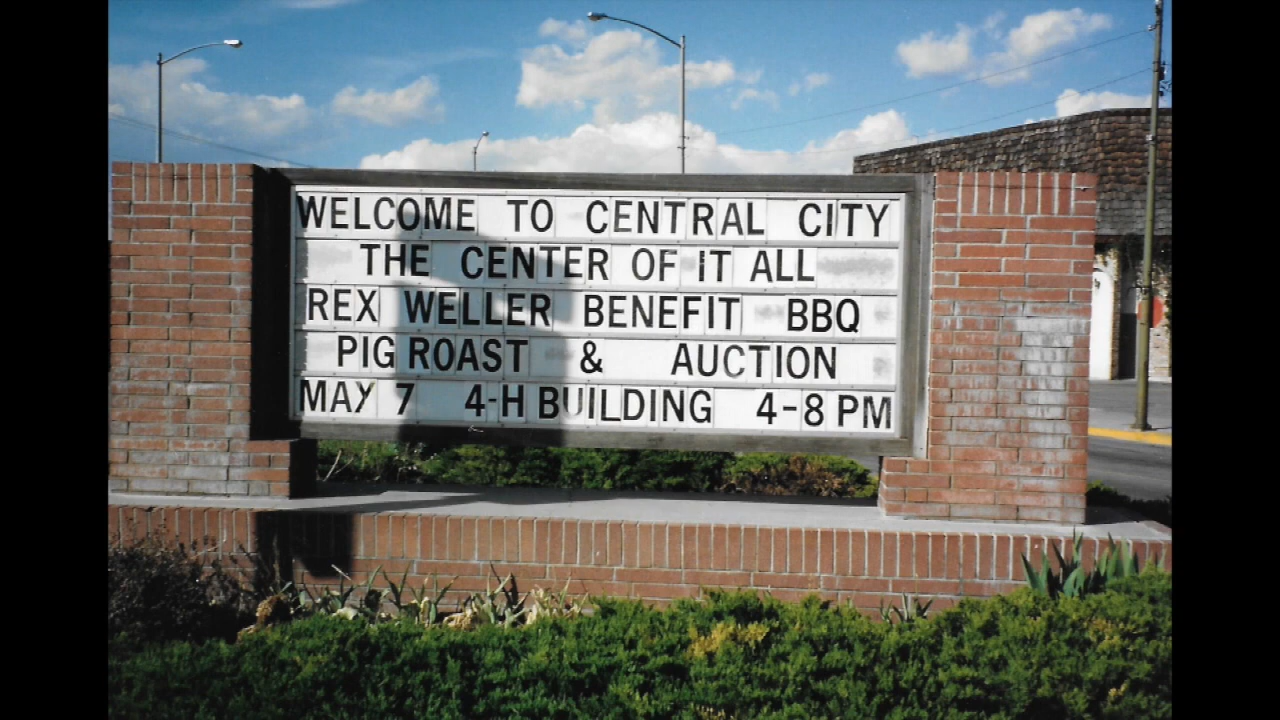 WELCOME TO CENTRAL CITY
THE CENTER OF IT ALL
REX WELLER BENEFIT BBQ
PIG ROAST & AUCTION
MAY 7 4-H BUILDING 4-8 PM